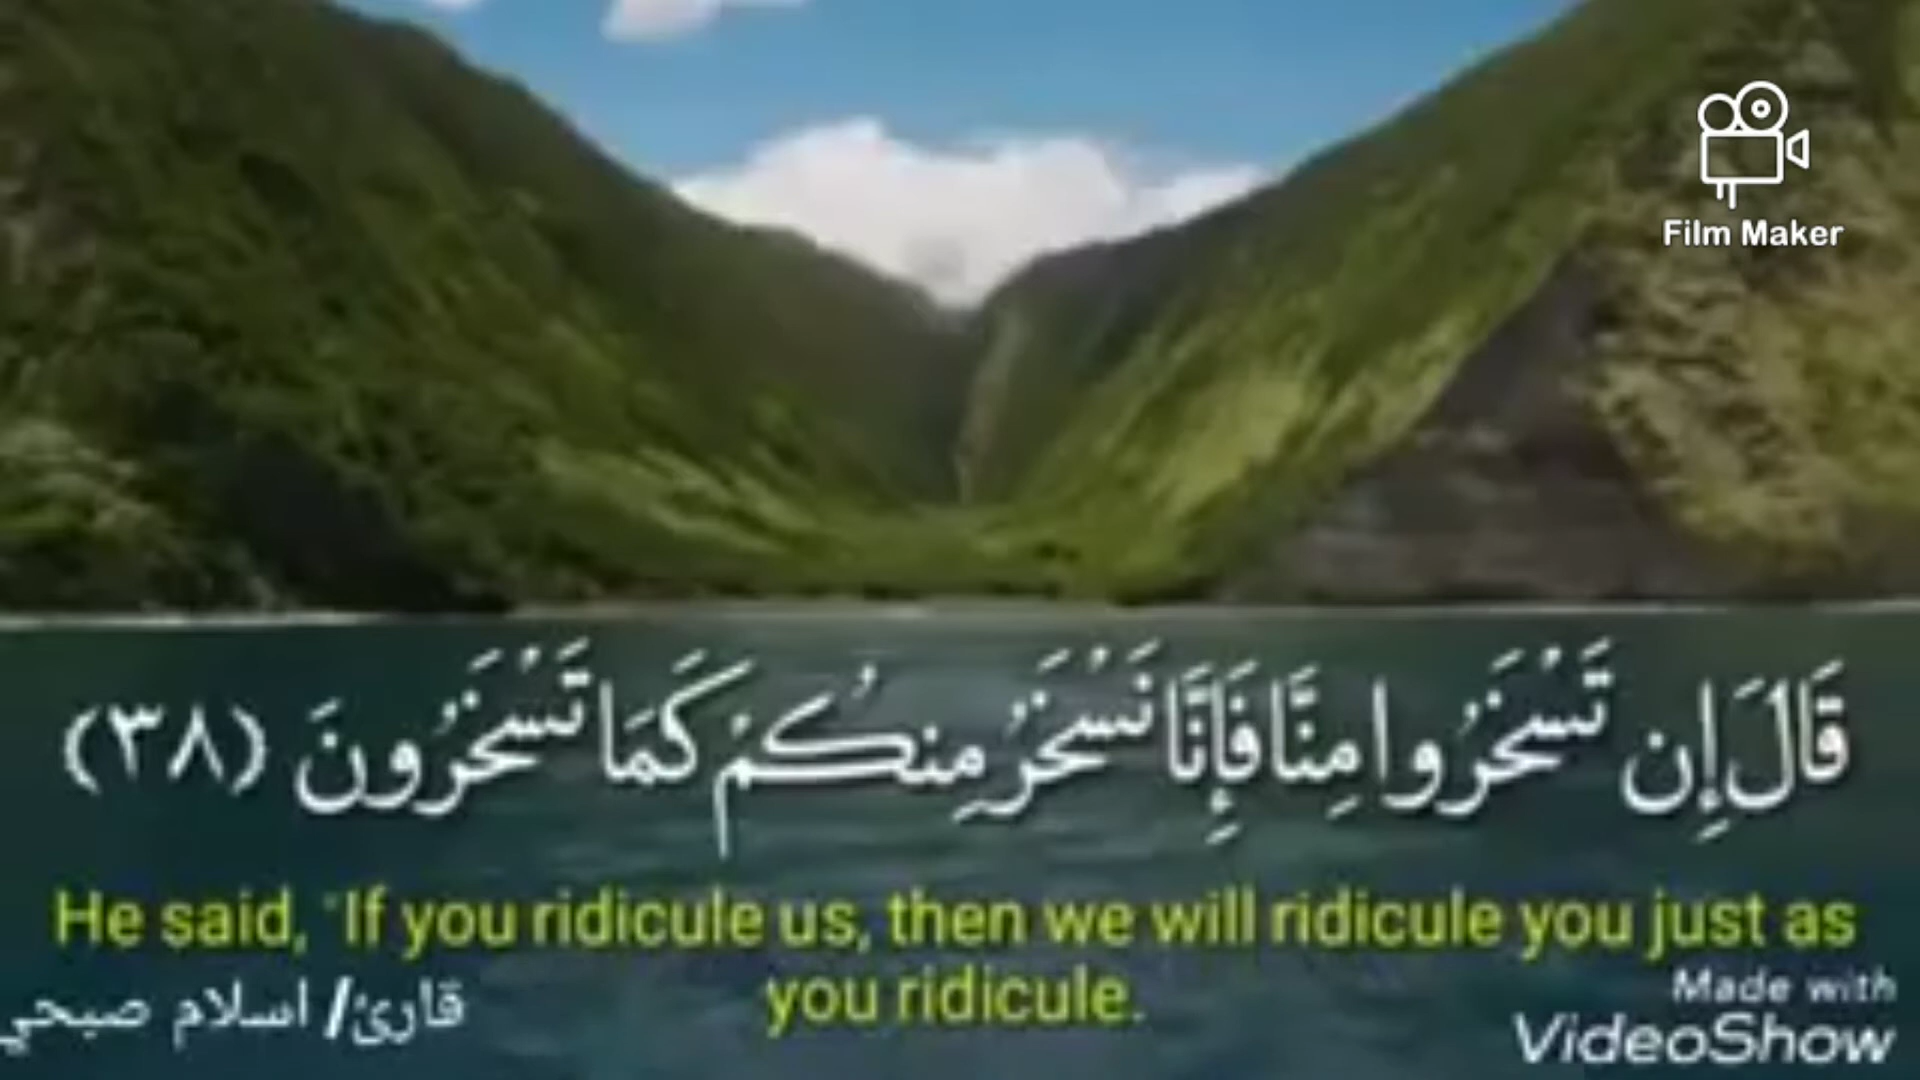 Film Maker
قَالَ إِن تَسْخَرُوا مِنَّا فَإِنَّا نَسْخَرُ مِنكُمْ كَمَا تَسْخَرُونَ (٣٨)
He said, "If you ridicule us, then we will ridicule you just as
you ridicule.
قارئ/ اسلام صبحي
Made with
VideoShow